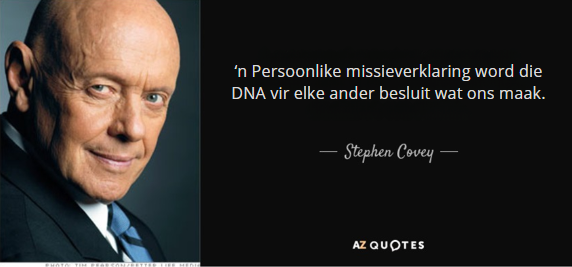 ‘n Persoonlike missieverklaring word die
DNA vir elke ander besluit wat ons maak.
Stephen Covey
AZ QUOTES